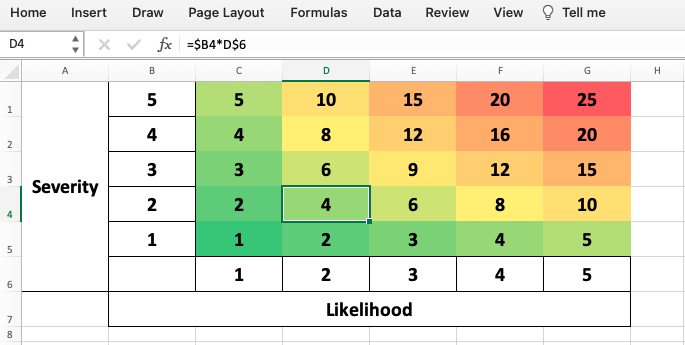 Home Insert Draw Page Layout Formulas Data Review View Tell me
D4 fx =$B4*D$6
A B C D E F G H
1 5 5 10 15 20 25
2 4 4 8 12 16 20
3 3 3 6 9 12 15
Severity
4 2 2 4 6 8 10
5 1 1 2 3 4 5
6 1 2 3 4 5
7 Likelihood
8